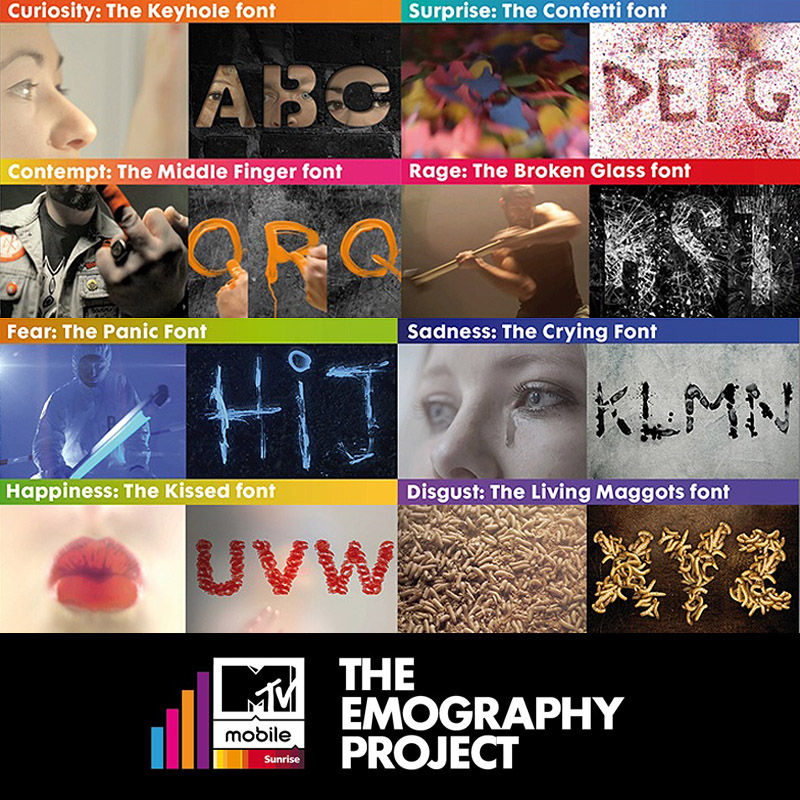 Curiosity: The Keyhole font
ABC
Surprise: The Confetti font
DEFG
Contempt: The Middle Finger font
QRQ
Rage: The Broken Glass font
RST
Fear: The Panic Font
HiJ
Sadness: The Crying Font
KLMN
Happiness: The Kissed font
UVW
Disgust: The Living Maggots font
XYZ
MTV
mobile
Sunrise
THE
EMOGRAPHY
PROJECT